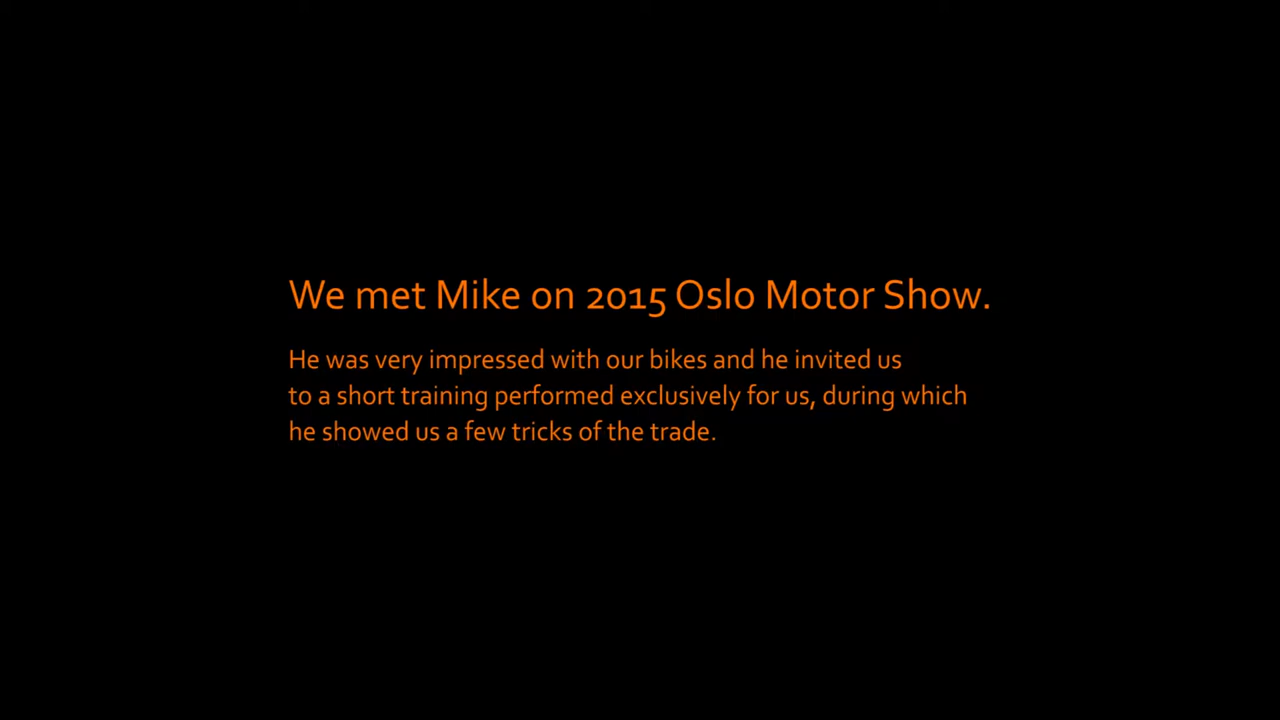 We met Mike on 2015 Oslo Motor Show.
He was very impressed with our bikes and he invited us
to a short training performed exclusively for us, during which
he showed us a few tricks of the trade.